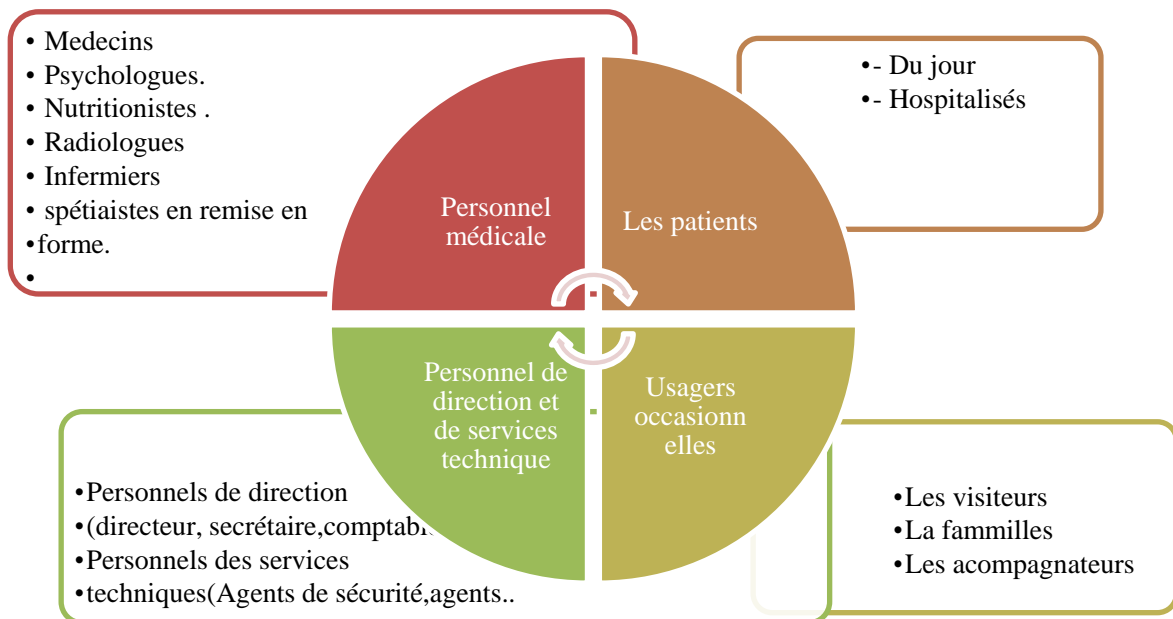 • Medecins
• Psychologues.
• Nutritionistes .
• Radiologues
• Infermiers
• spétiaistes en remise en
•forme.
•
Personnel
médicale
•- Du jour
•- Hospitalisés
Les patients
Personnel de
direction et
de services
technique
•Personnels de direction
•(directeur, secrétaire,comptabl
•Personnels des services
•techniques(Agents de sécurité,agents..
Usagers
occasionn
elles
•Les visiteurs
•La fammilles
•Les acompagnateurs